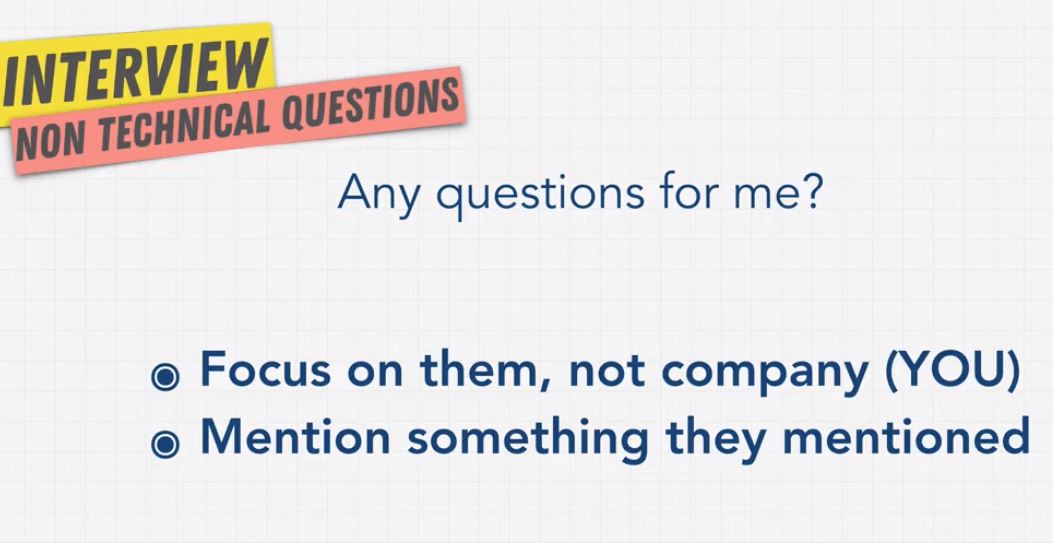 INTERVIEW
NON TECHNICAL QUESTIONS
Any questions for me?
Focus on them, not company (YOU)
Mention something they mentioned